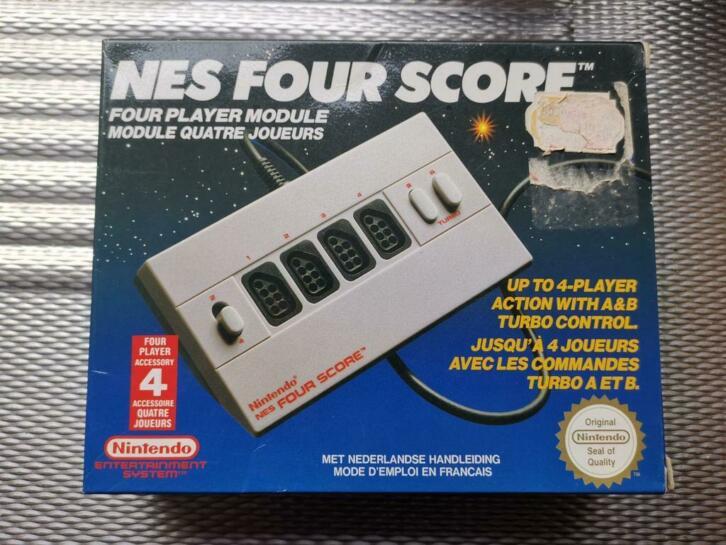 NES FOUR SCORE™
FOUR PLAYER MODULE
MODULE QUATRE JOUEURS
1 2 3 4
B A
TURBO
2
4
Nintendo®
NES FOUR SCORE™
UP TO 4-PLAYER
ACTION WITH A&B
TURBO CONTROL.
JUSQU'À 4 JOUEURS
AVEC LES COMMANDES
TURBO A ET B.
FOUR
PLAYER
ACCESSORY
4
ACCESSOIRE
QUATRE
JOUEURS
Nintendo
ENTERTAINMENT
SYSTEM™
MET NEDERLANDSE HANDLEIDING
MODE D'EMPLOI EN FRANCAIS
Original
Nintendo
Seal of
Quality
TM